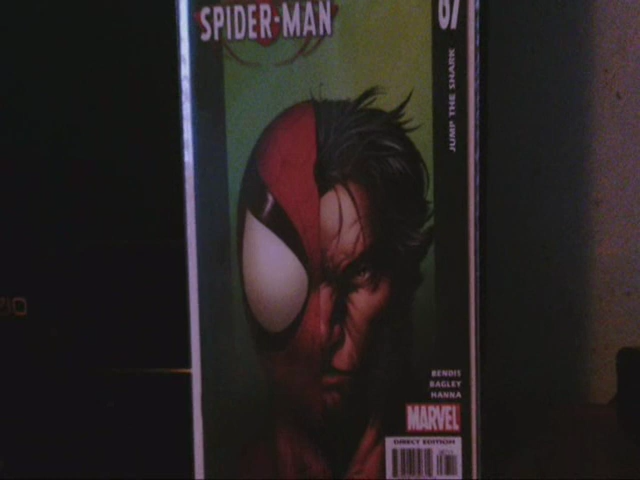 SPIDER-MAN
67
JUMP THE SHARK
BENDIS
BAGLEY
HANNA
MARVEL
DIRECT EDITION